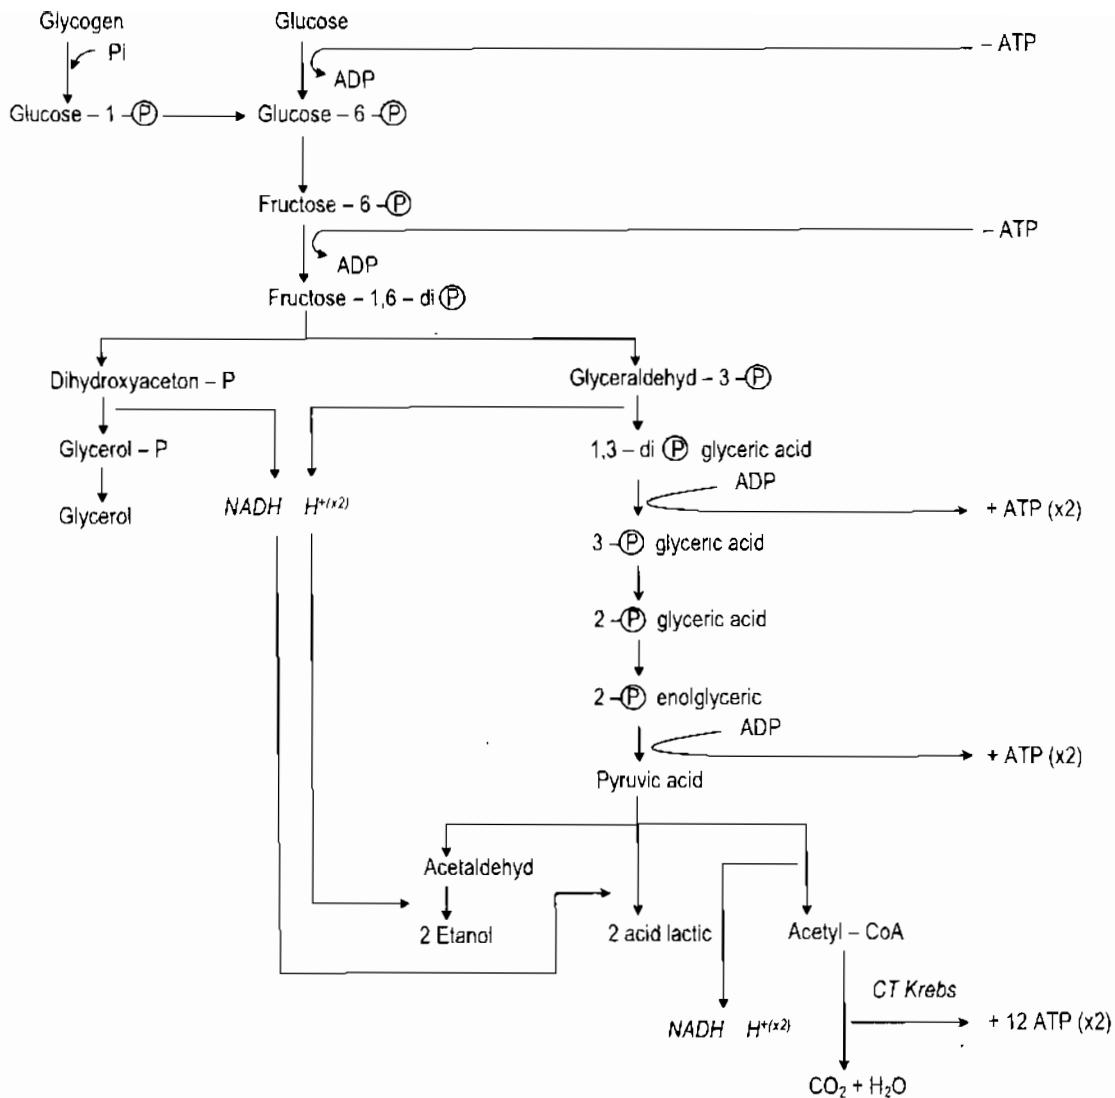 Glycogen
Glucose
Pi
ADP
– ATP
Glucose – 1 – P
Glucose – 6 – P
Fructose – 6 – P
ADP
– ATP
Fructose – 1,6 – di P
Dihydroxyaceton – P
Glyceraldehyd – 3 – P
Glycerol – P
1,3 – di P glyceric acid
ADP
Glycerol
NADH H+(x2)
+ ATP (x2)
3 – P glyceric acid
2 – P glyceric acid
2 – P enolglyceric
ADP
+ ATP (x2)
Pyruvic acid
Acetaldehyd
2 Etanol
2 acid lactic
Acetyl – CoA
CT Krebs
NADH H+(x2)
+ 12 ATP (x2)
CO2 + H2O